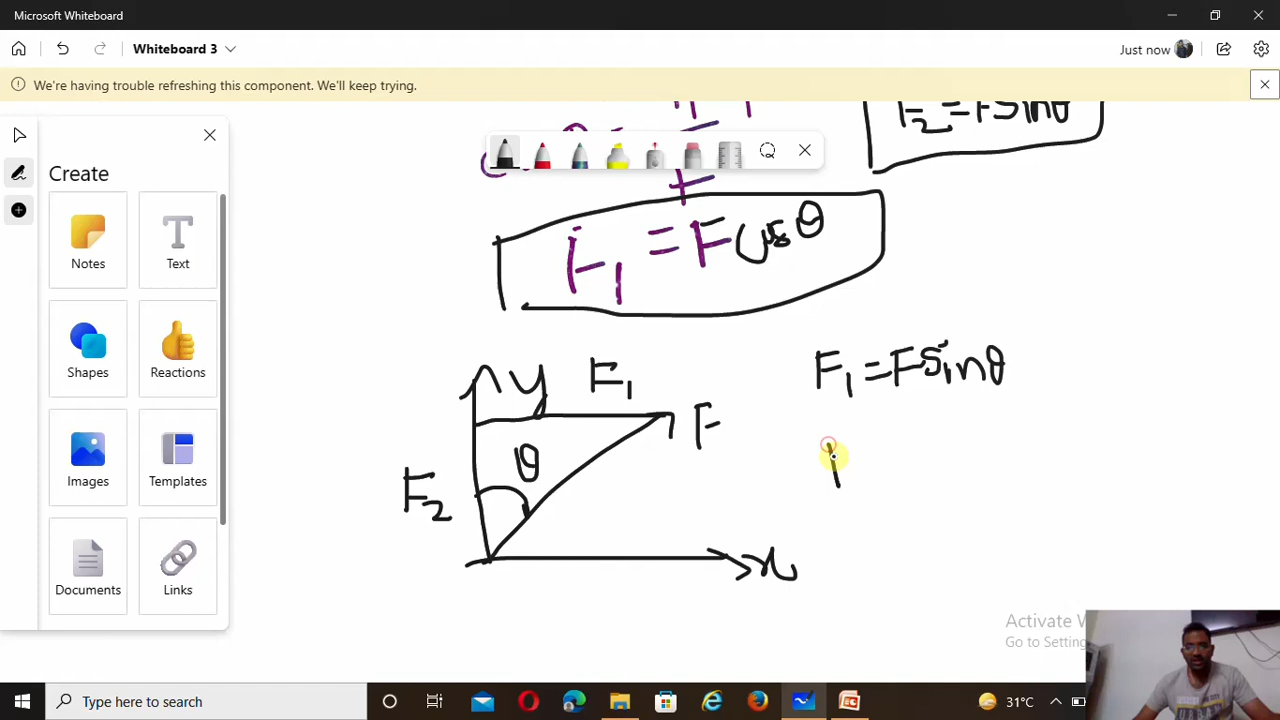 Microsoft Whiteboard
Whiteboard 3
Just now
We're having trouble refreshing this component. We'll keep trying.
Create
Notes
Text
Shapes
Reactions
Images
Templates
Documents
Links
F2 = F sinθ
F1 = F cosθ
y
F1
F
θ
F2
x
F1 = F sinθ
Activate W
Go to Setting
Type here to search
31°C